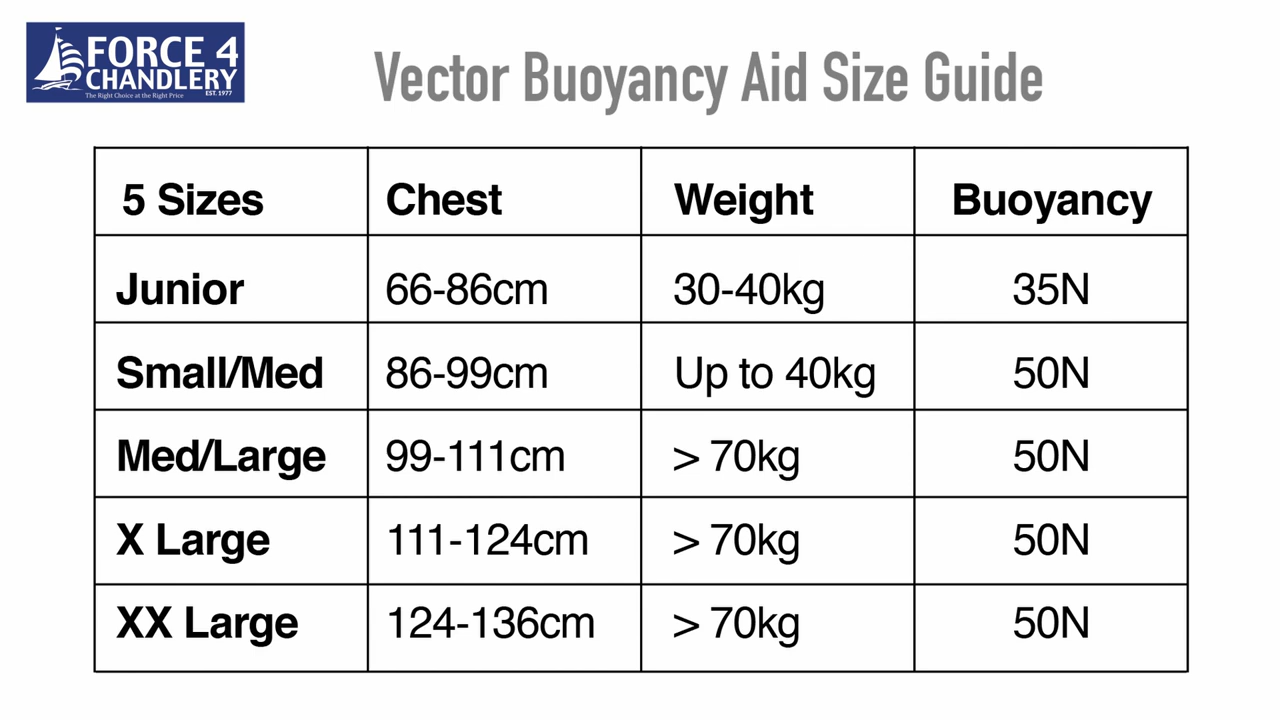 FORCE 4
CHANDLERY
EST. 1977
The Right Choice at the Right Price
Vector Buoyancy Aid Size Guide
5 Sizes Chest Weight Buoyancy
Junior 66-86cm 30-40kg 35N
Small/Med 86-99cm Up to 40kg 50N
Med/Large 99-111cm > 70kg 50N
X Large 111-124cm > 70kg 50N
XX Large 124-136cm > 70kg 50N